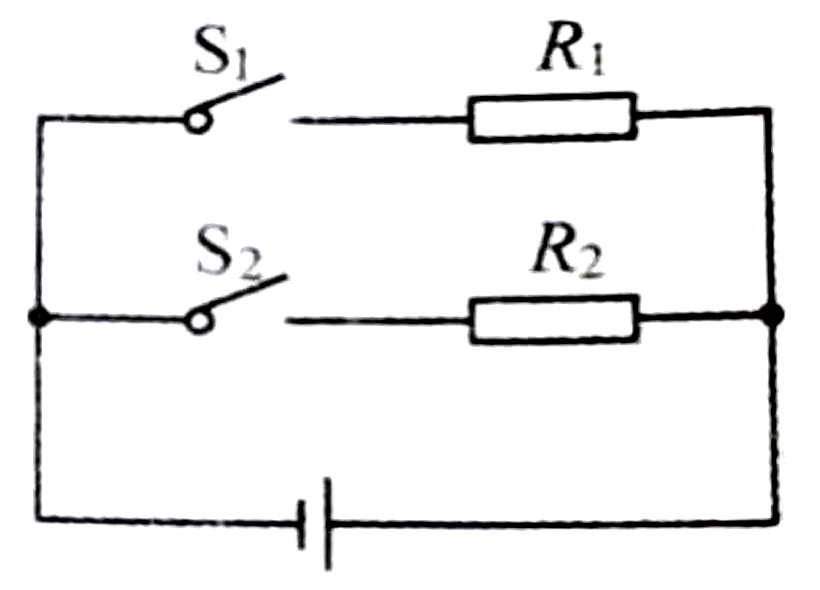 S₁ R₁
S₂ R₂